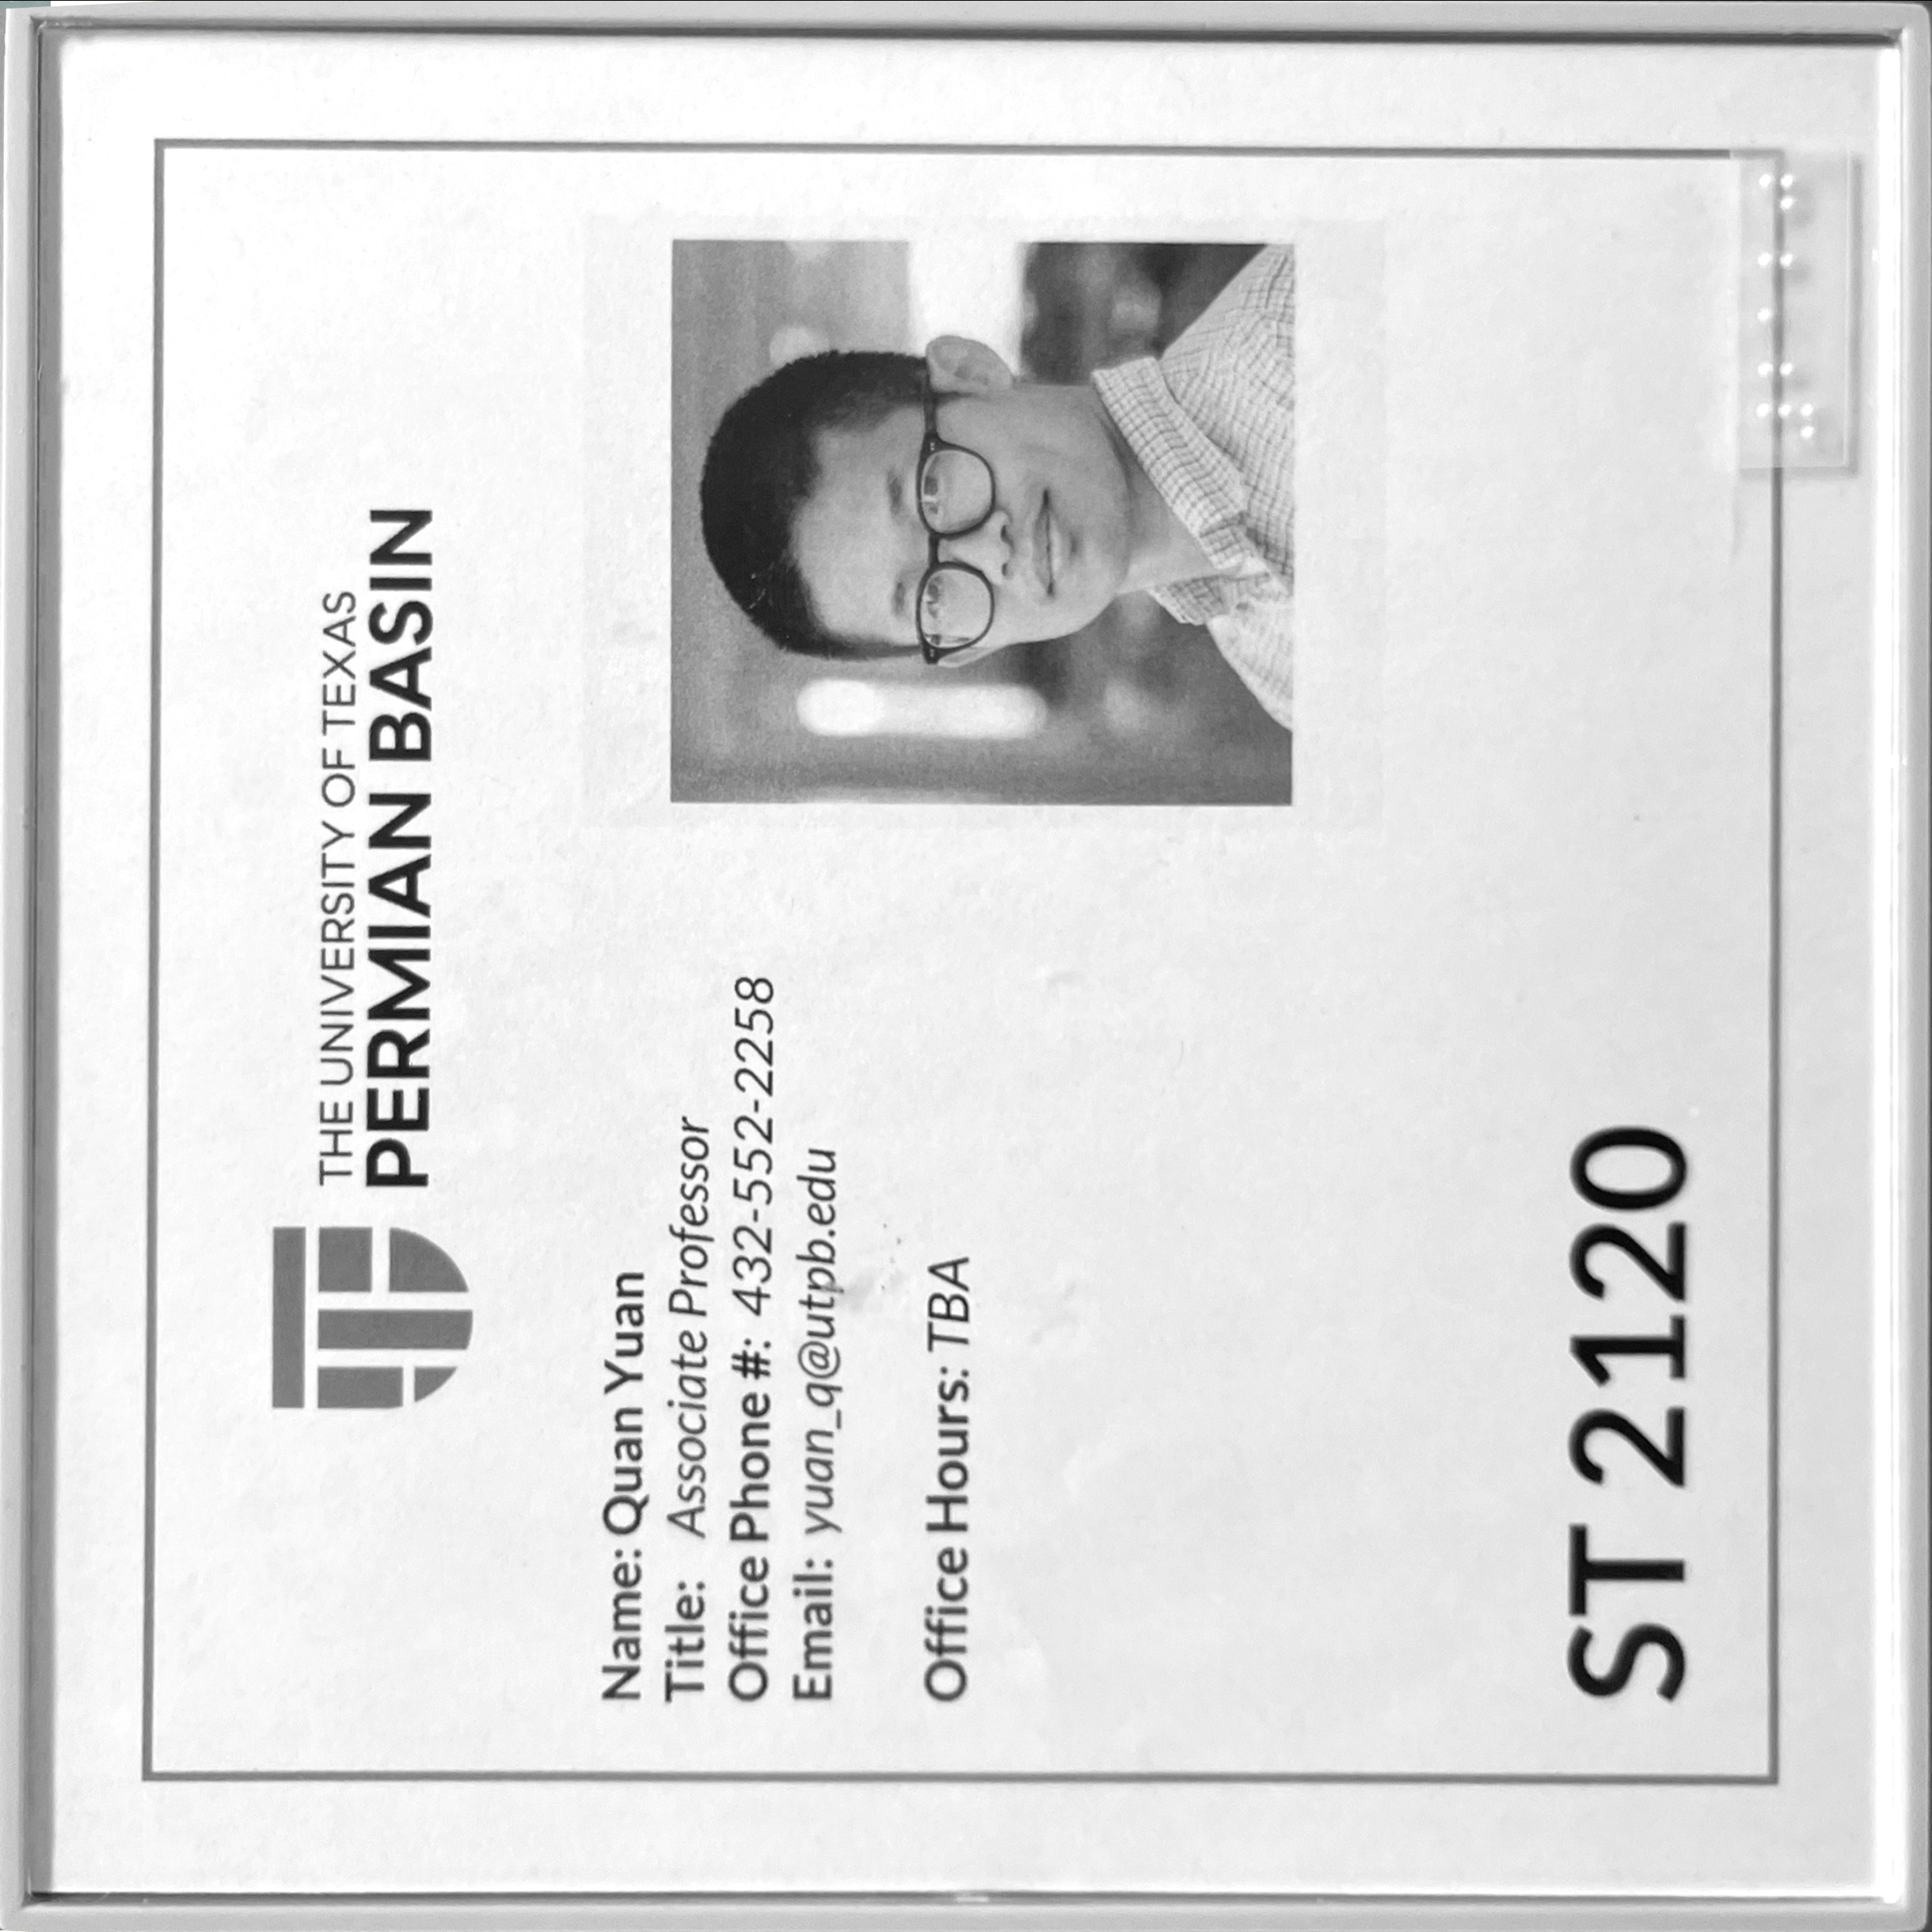 THE UNIVERSITY OF TEXAS
PERMIAN BASIN
Name: Quan Yuan
Title: Associate Professor
Office Phone #: 432-552-2258
Email: yuan_q@utpb.edu
Office Hours: TBA
ST 2120
⠼⠃⠁⠃⠚